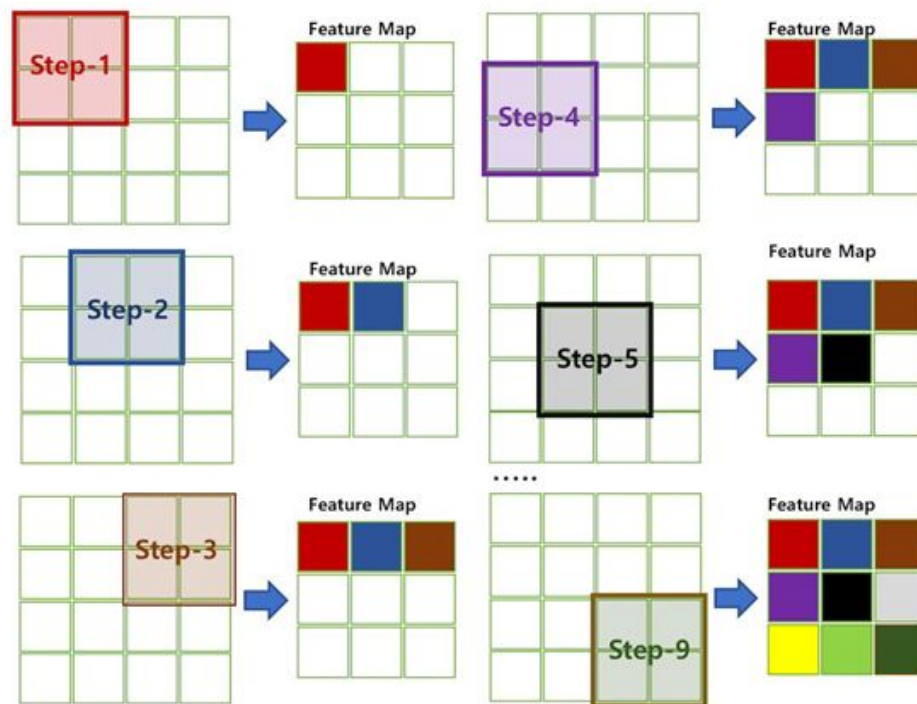 Feature Map
Step-1
Feature Map
Step-4
Feature Map
Step-2
Feature Map
Step-5
.....
Feature Map
Step-3
Feature Map
Step-9